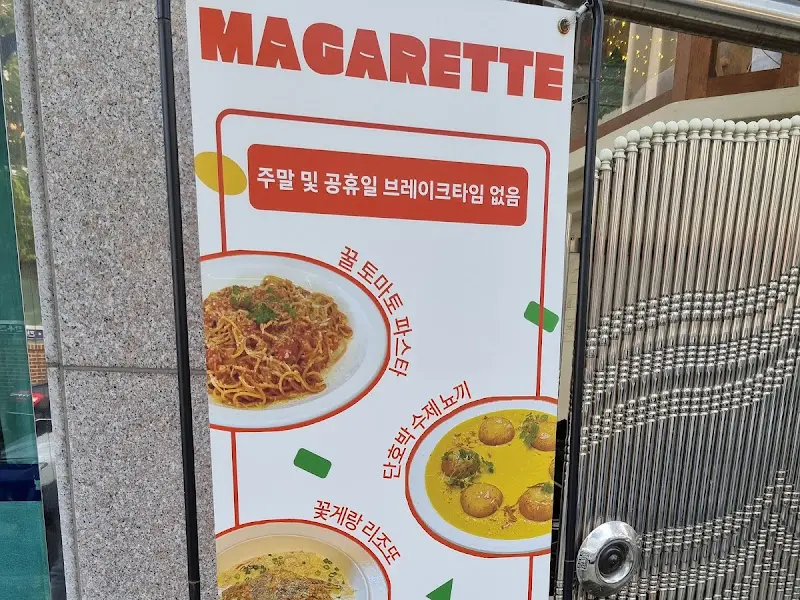 MAGARETTE
주말 및 공휴일 브레이크타임 없음
꿀 토마토 파스타
단호박 수제 뇨끼
꽃게랑 리조또